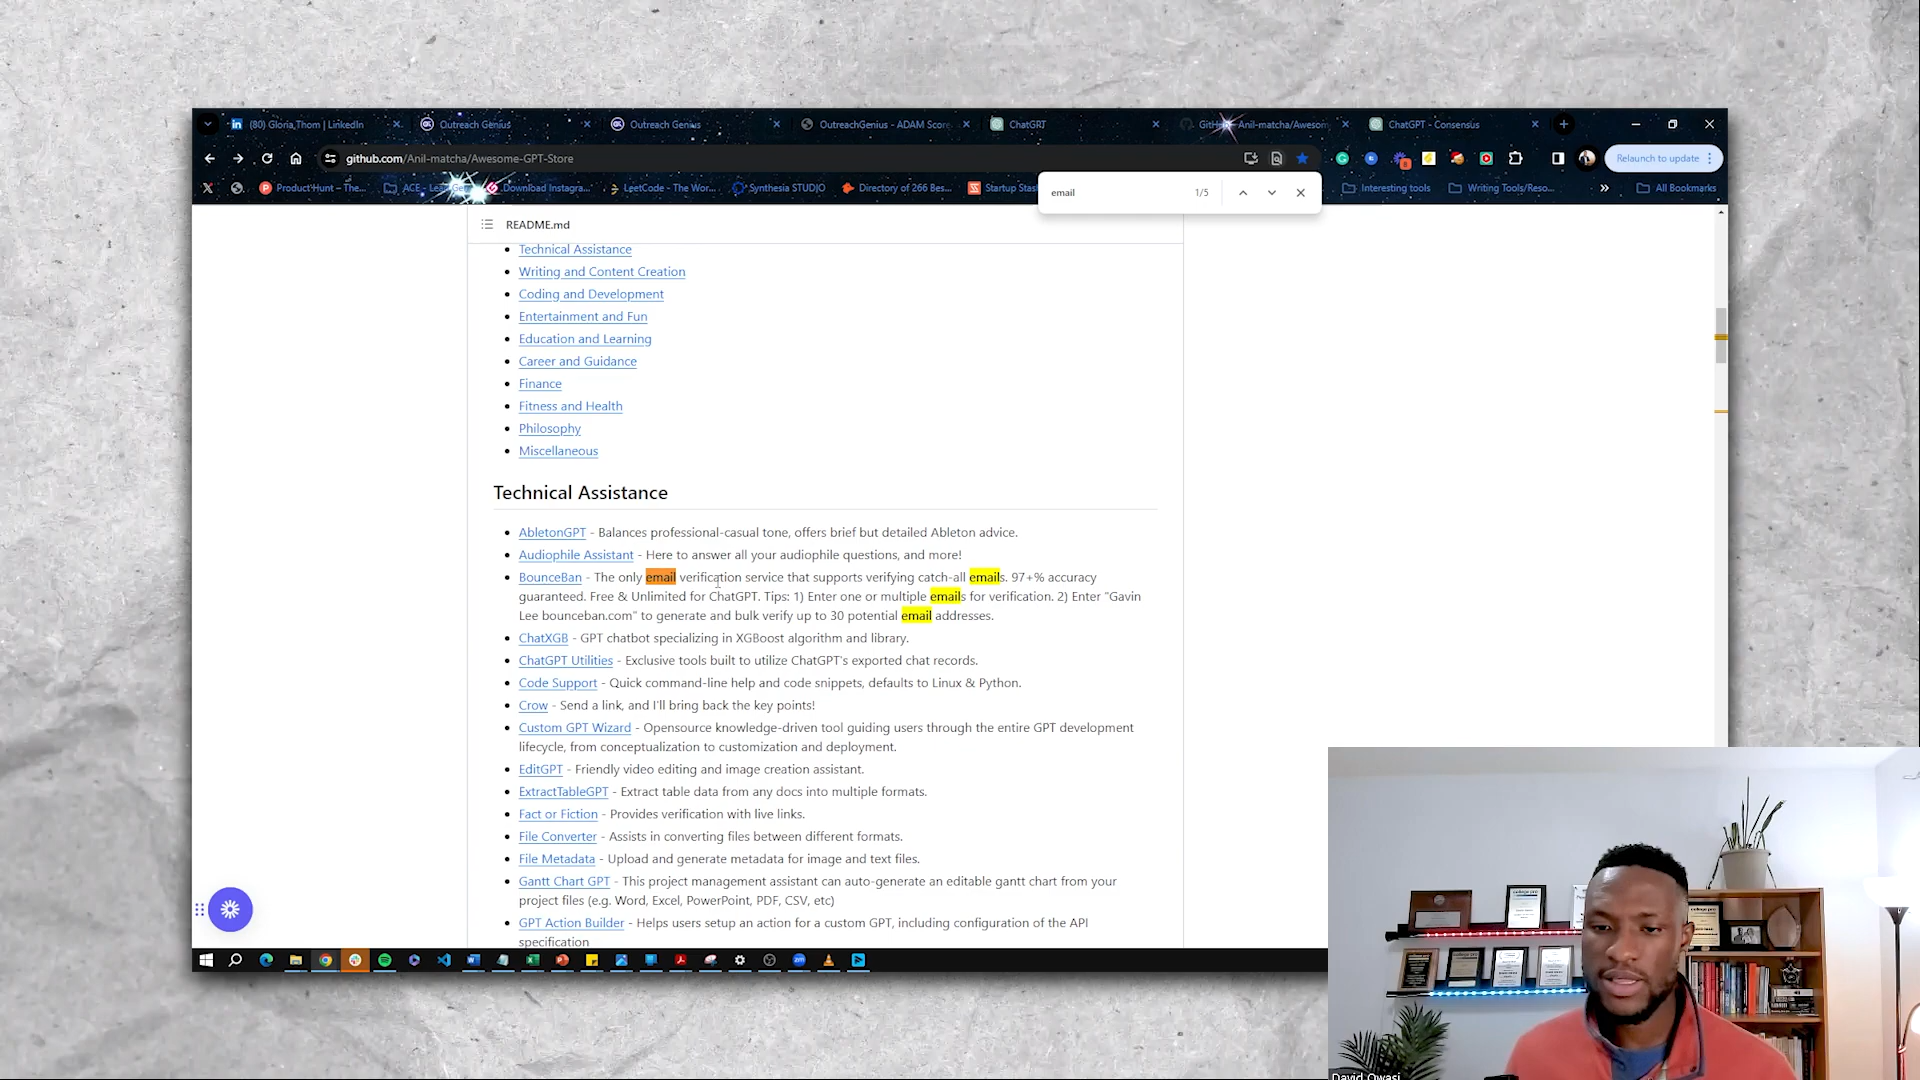 (80) Gloria Thom | LinkedIn
Outreach Genius
Outreach Genius
OutreachGenius - ADAM Score
ChatGPT
GitHub - Anil-matcha/Awesom
ChatGPT - Consensus
github.com/Anil-matcha/Awesome-GPT-Store
Relaunch to update
Product Hunt – The...
ACE - Lead Gen
Download Instagra...
LeetCode - The Wor...
Synthesia STUDIO
Directory of 266 Bes...
Startup Stas
Interesting tools
Writing Tools/Reso...
All Bookmarks
email
1/5
README.md
Technical Assistance
Writing and Content Creation
Coding and Development
Entertainment and Fun
Education and Learning
Career and Guidance
Finance
Fitness and Health
Philosophy
Miscellaneous
Technical Assistance
AbletonGPT - Balances professional-casual tone, offers brief but detailed Ableton advice.
Audiophile Assistant - Here to answer all your audiophile questions, and more!
BounceBan - The only email verification service that supports verifying catch-all emails. 97+% accuracy
guaranteed. Free & Unlimited for ChatGPT. Tips: 1) Enter one or multiple emails for verification. 2) Enter "Gavin
Lee bounceban.com" to generate and bulk verify up to 30 potential email addresses.
ChatXGB - GPT chatbot specializing in XGBoost algorithm and library.
ChatGPT Utilities - Exclusive tools built to utilize ChatGPT's exported chat records.
Code Support - Quick command-line help and code snippets, defaults to Linux & Python.
Crow - Send a link, and I'll bring back the key points!
Custom GPT Wizard - Opensource knowledge-driven tool guiding users through the entire GPT development
lifecycle, from conceptualization to customization and deployment.
EditGPT - Friendly video editing and image creation assistant.
ExtractTableGPT - Extract table data from any docs into multiple formats.
Fact or Fiction - Provides verification with live links.
File Converter - Assists in converting files between different formats.
File Metadata - Upload and generate metadata for image and text files.
Gantt Chart GPT - This project management assistant can auto-generate an editable gantt chart from your
project files (e.g. Word, Excel, PowerPoint, PDF, CSV, etc)
GPT Action Builder - Helps users setup an action for a custom GPT, including configuration of the API
specification
David Owasi